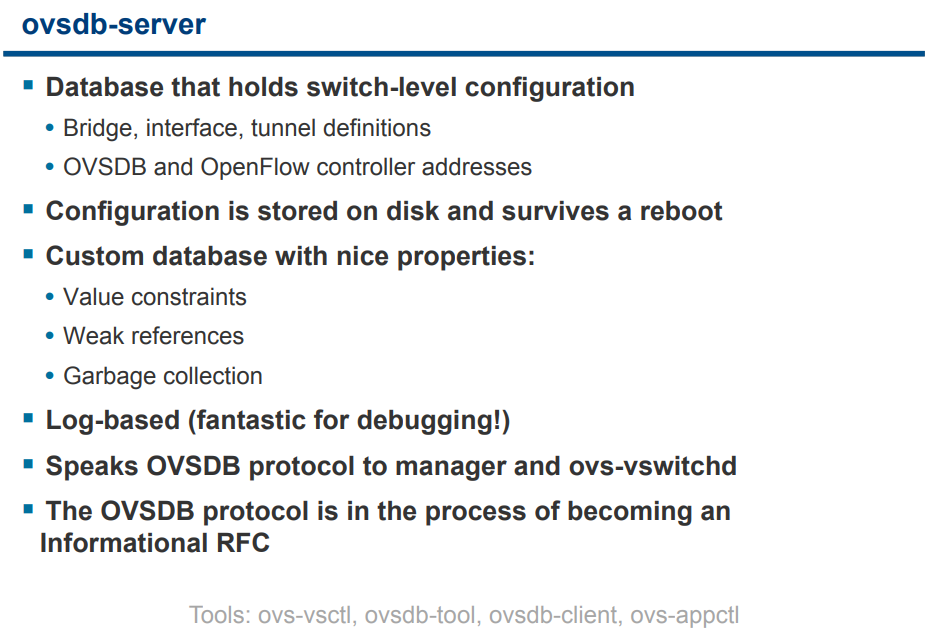 ovsdb-server
▪ Database that holds switch-level configuration
• Bridge, interface, tunnel definitions
• OVSDB and OpenFlow controller addresses
▪ Configuration is stored on disk and survives a reboot
▪ Custom database with nice properties:
• Value constraints
• Weak references
• Garbage collection
▪ Log-based (fantastic for debugging!)
▪ Speaks OVSDB protocol to manager and ovs-vswitchd
▪ The OVSDB protocol is in the process of becoming an
Informational RFC
Tools: ovs-vsctl, ovsdb-tool, ovsdb-client, ovs-appctl